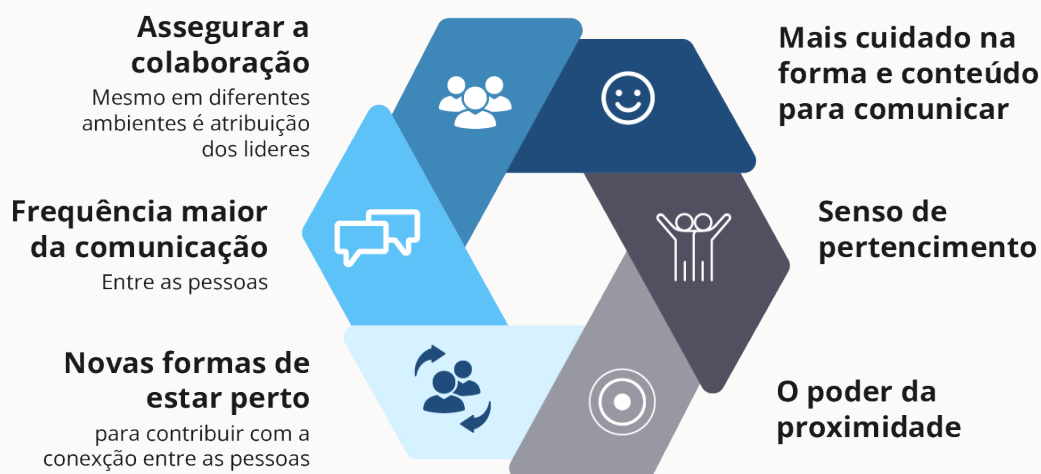 Assegurar a
colaboração
Mesmo em diferentes
ambientes é atribuição
dos lideres
Frequência maior
da comunicação
Entre as pessoas
Novas formas de
estar perto
para contribuir com a
conexção entre as pessoas
Mais cuidado na
forma e conteúdo
para comunicar
Senso de
pertencimento
O poder da
proximidade